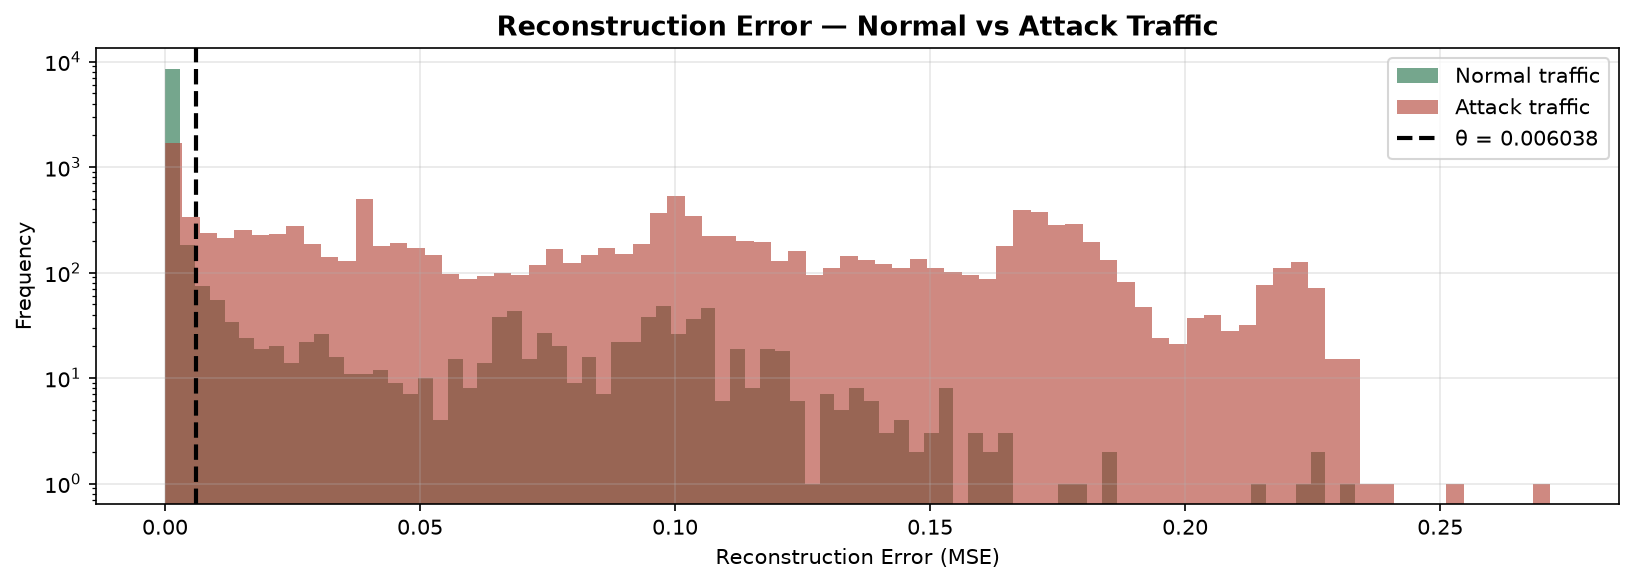 Reconstruction Error — Normal vs Attack Traffic
Normal traffic
Attack traffic
θ = 0.006038
Frequency
10⁴
10³
10²
10¹
10⁰
0.00 0.05 0.10 0.15 0.20 0.25
Reconstruction Error (MSE)